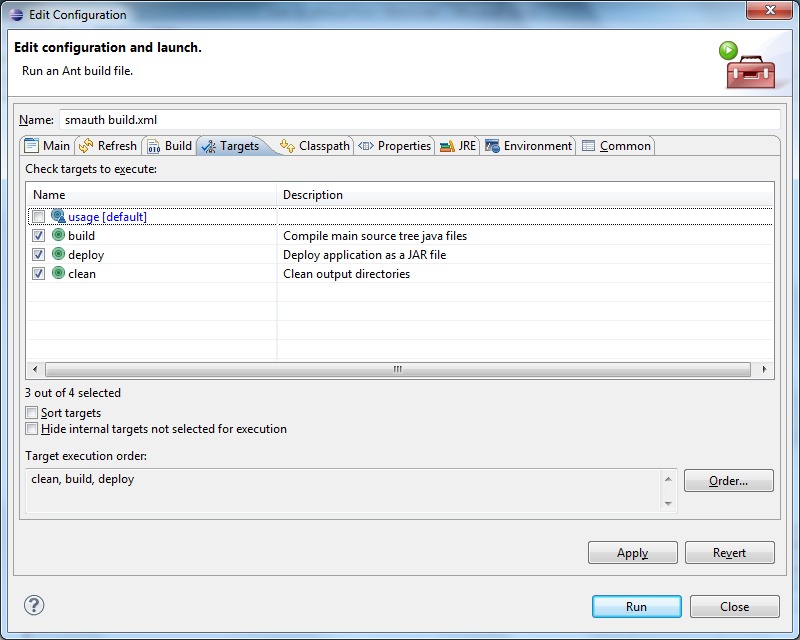 Edit Configuration
Edit configuration and launch.
Run an Ant build file.
Name: smauth build.xml
Main Refresh Build Targets Classpath Properties JRE Environment Common
Check targets to execute:
Name Description
usage [default]
build Compile main source tree java files
deploy Deploy application as a JAR file
clean Clean output directories
3 out of 4 selected
Sort targets
Hide internal targets not selected for execution
Target execution order:
clean, build, deploy
Order...
Apply Revert
Run Close